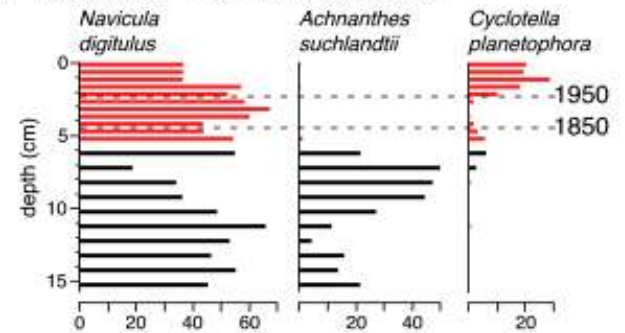 Navicula digitulus
Achnanthes suchlandtii
Cyclotella planetophora
0
5
10
15
depth (cm)
1950
1850
0 20 40 60
20 40
20